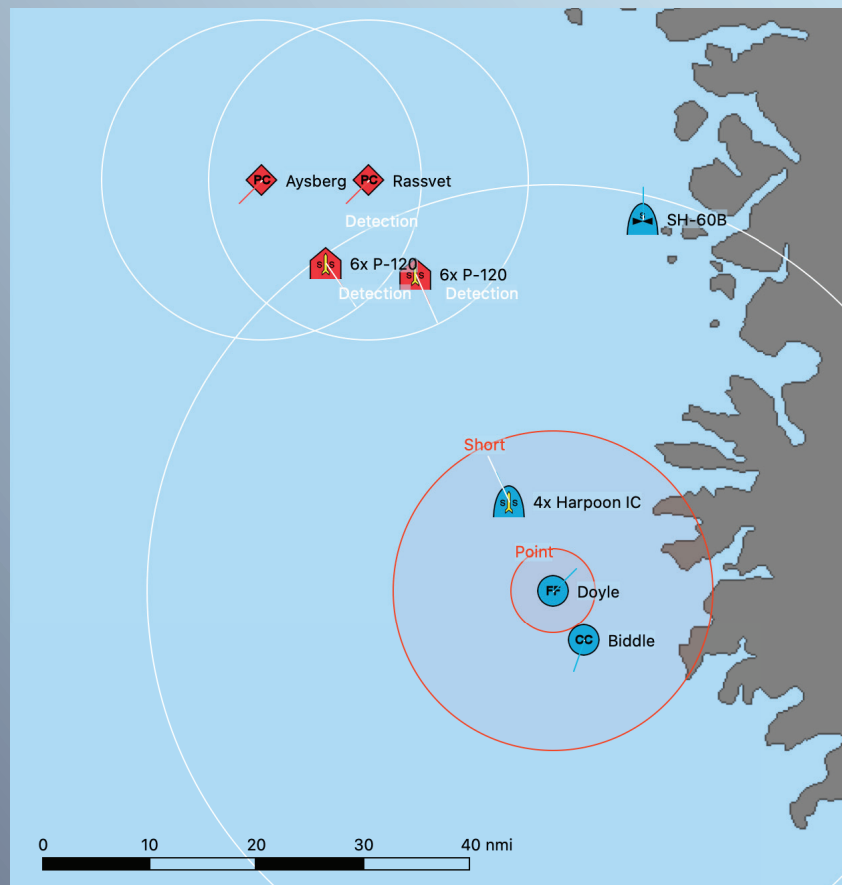 PC Aysberg
PC Rassvet
Detection
S SH-60B
S S 6x P-120
S S 6x P-120
Detection
Detection
Short
S S 4x Harpoon IC
Point
FF Doyle
CC Biddle
0 10 20 30 40 nmi